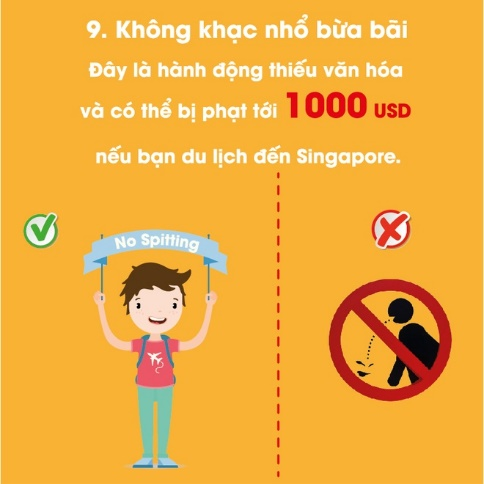 9. Không khạc nhổ bừa bãi
Đây là hành động thiếu văn hóa
và có thể bị phạt tới 1000 USD
nếu bạn du lịch đến Singapore.
No Spitting